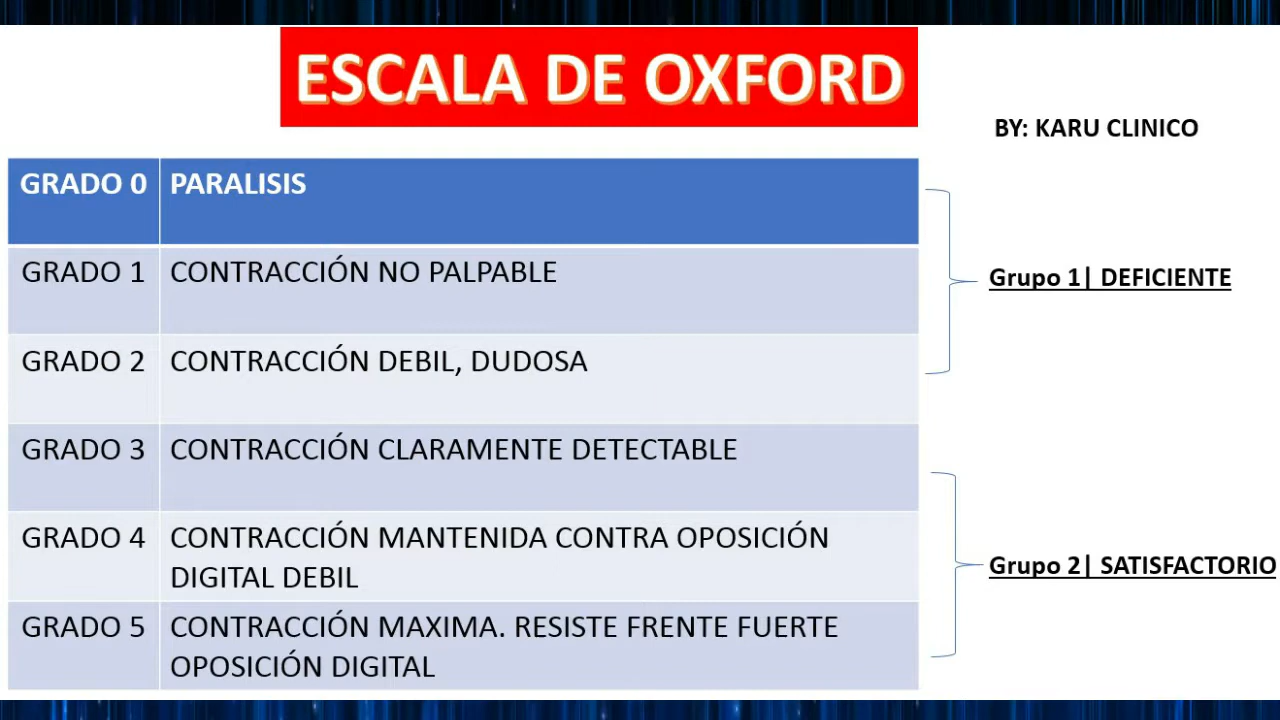 ESCALA DE OXFORD
BY: KARU CLINICO
GRADO 0 PARALISIS
GRADO 1 CONTRACCIÓN NO PALPABLE
GRADO 2 CONTRACCIÓN DEBIL, DUDOSA
Grupo 1| DEFICIENTE
GRADO 3 CONTRACCIÓN CLARAMENTE DETECTABLE
GRADO 4 CONTRACCIÓN MANTENIDA CONTRA OPOSICIÓN
DIGITAL DEBIL
GRADO 5 CONTRACCIÓN MAXIMA. RESISTE FRENTE FUERTE
OPOSICIÓN DIGITAL
Grupo 2| SATISFACTORIO